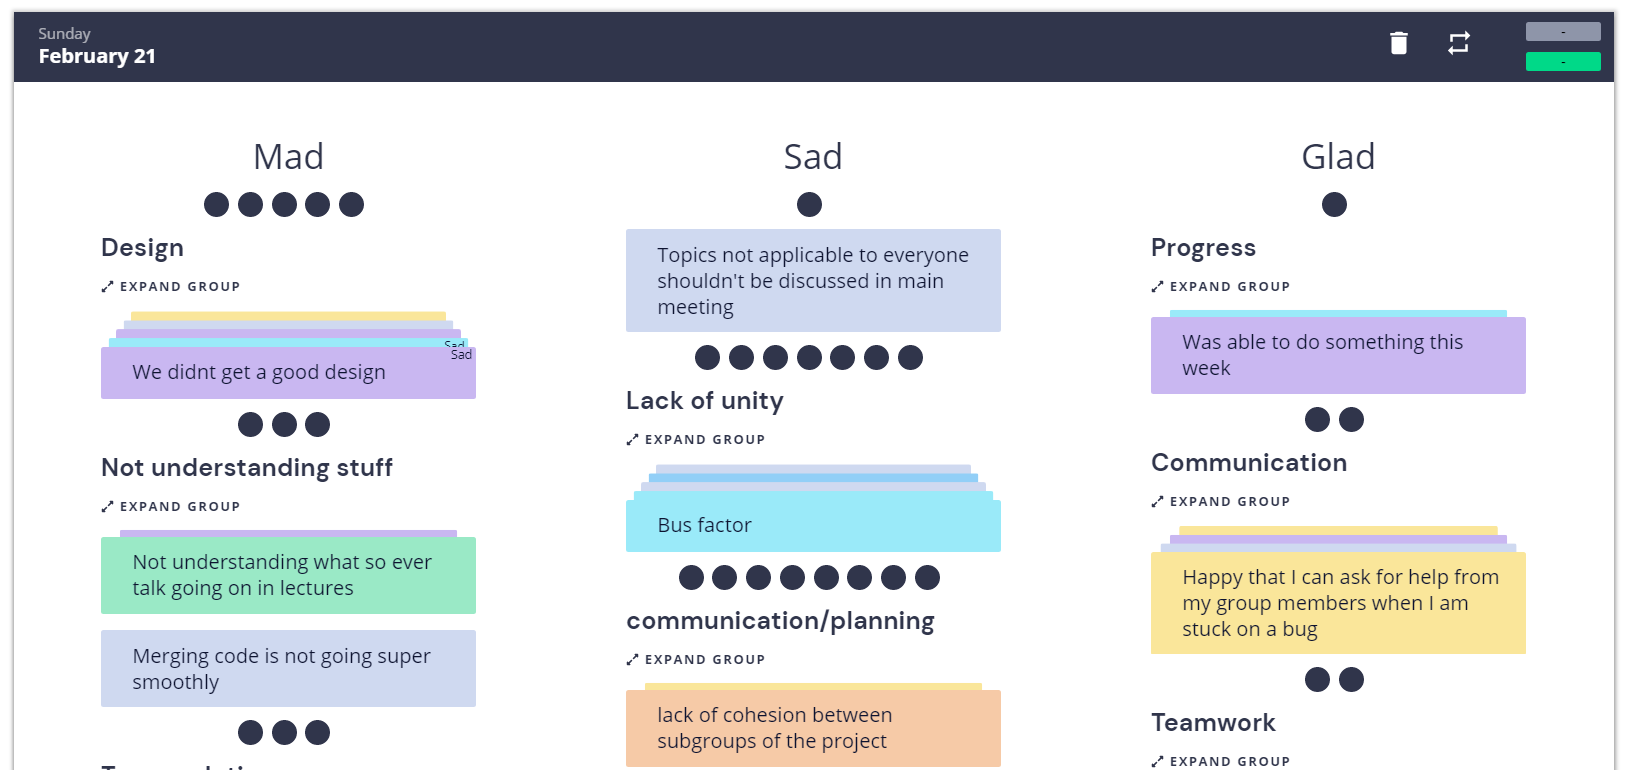 Sunday
February 21
-
-
Mad
Design
EXPAND GROUP
Sad
Sad
We didnt get a good design
Not understanding stuff
EXPAND GROUP
Not understanding what so ever
talk going on in lectures
Merging code is not going super
smoothly
Sad
Topics not applicable to everyone
shouldn't be discussed in main
meeting
Lack of unity
EXPAND GROUP
Bus factor
communication/planning
EXPAND GROUP
lack of cohesion between
subgroups of the project
Glad
Progress
EXPAND GROUP
Was able to do something this
week
Communication
EXPAND GROUP
Happy that I can ask for help from
my group members when I am
stuck on a bug
Teamwork
EXPAND GROUP